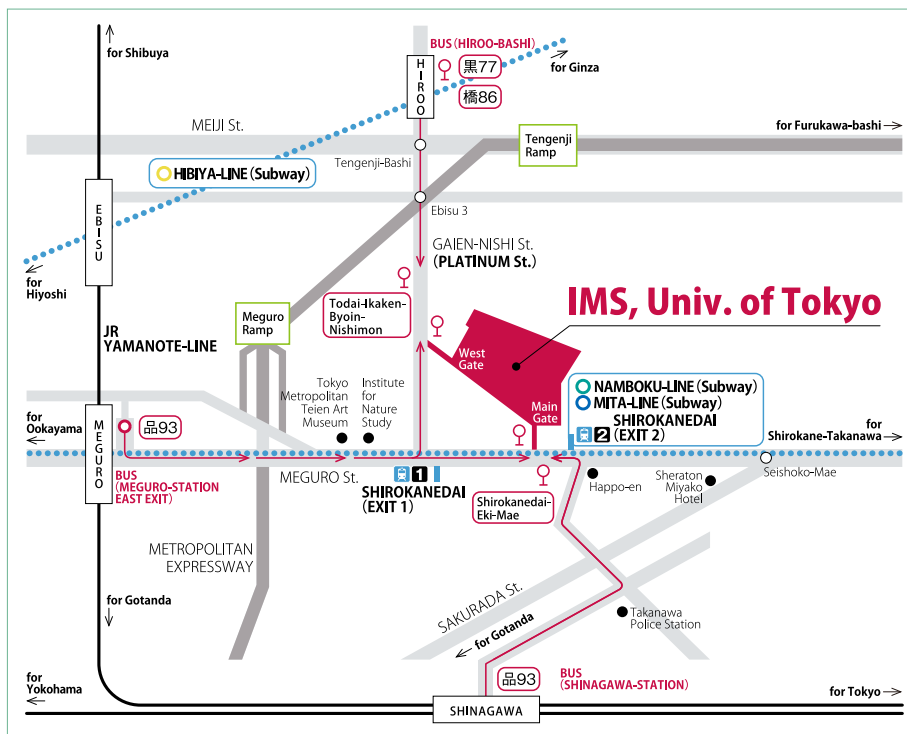 for Shibuya
BUS (HIROO-BASHI)
HIROO
黒77
橋86
for Ginza
MEIJI St.
Tengenji
Ramp
for Furukawa-bashi
Tengenji-Bashi
HIBIYA-LINE (Subway)
EBISU
Ebisu 3
GAIEN-NISHI St.
(PLATINUM St.)
for
Hiyoshi
Todai-Ikaken-
Byoin-
Nishimon
IMS, Univ. of Tokyo
Meguro
Ramp
JR
YAMANOTE-LINE
West
Gate
Tokyo
Metropolitan
Teien Art
Museum
Institute
for
Nature
Study
Main
Gate
NAMBOKU-LINE (Subway)
MITA-LINE (Subway)
2 SHIROKANEDAI
(EXIT 2)
for
Ookayama
MEGURO
品93
for
Shirokane-Takanawa
BUS
(MEGURO-STATION
EAST EXIT)
MEGURO St.
1
SHIROKANEDAI
(EXIT 1)
Shirokanedai-
Eki-Mae
Happo-en
Sheraton
Miyako
Hotel
Seishoko-Mae
METROPOLITAN
EXPRESSWAY
for Gotanda
SAKURADA St.
for Gotanda
Takanawa
Police Station
for
Yokohama
品93
BUS
(SHINAGAWA-STATION)
SHINAGAWA
for Tokyo